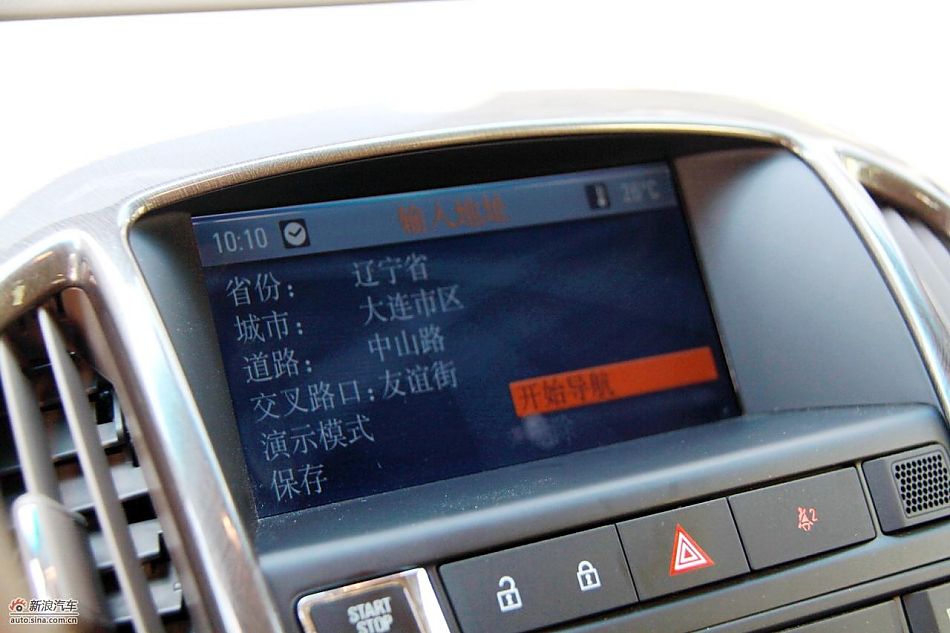 10:10 输入地址 28°C
省份: 辽宁省
城市: 大连市区
道路: 中山路
交叉路口: 友谊街
开始导航
演示模式
保存
START
STOP
2
新浪汽车
auto.sina.com.cn